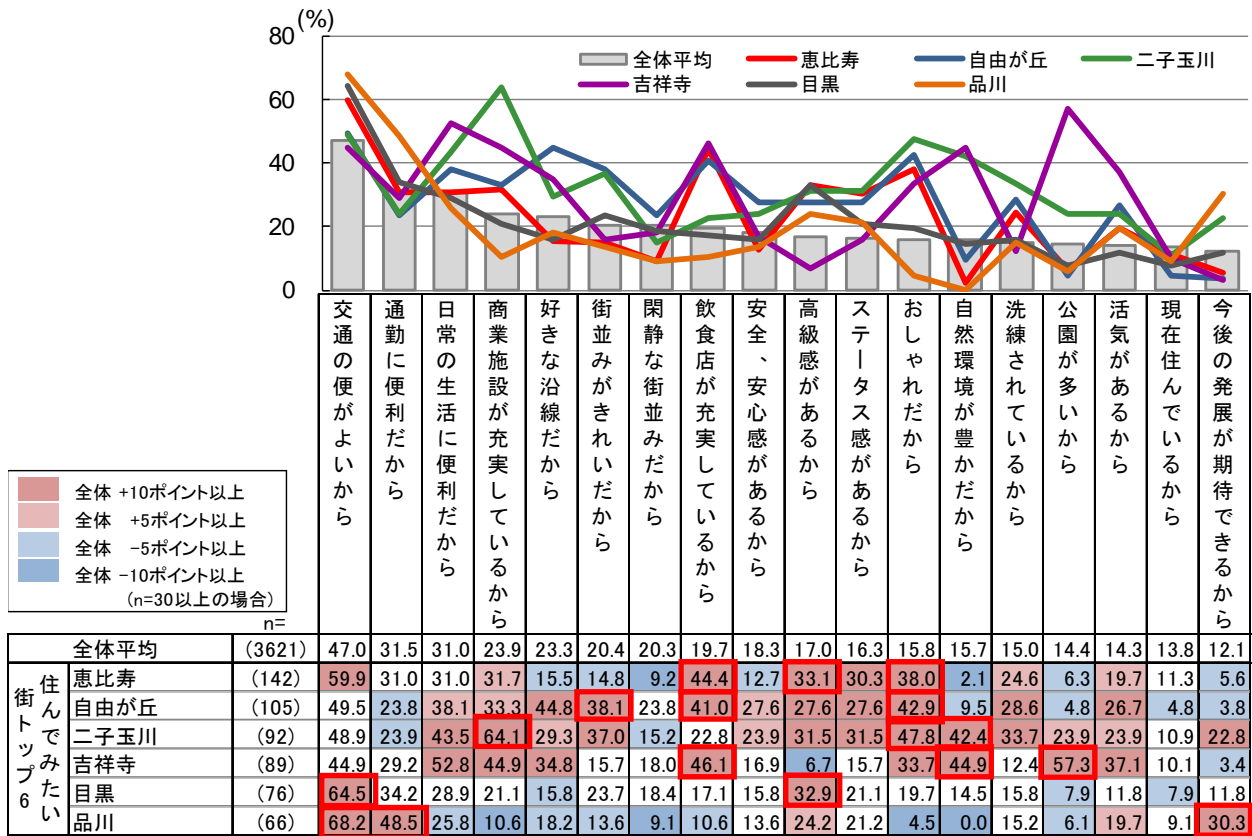 (%)
80
60
40
20
0
全体平均 恵比寿 自由が丘 二子玉川
吉祥寺 目黒 品川
交通の便がよいから
通勤に便利だから
日常の生活に便利だから
商業施設が充実しているから
好きな沿線だから
街並みがきれいだから
閑静な街並みだから
飲食店が充実しているから
安全、安心感があるから
高級感があるから
ステータス感があるから
おしゃれだから
自然環境が豊かだから
洗練されているから
公園が多いから
活気があるから
現在住んでいるから
今後の発展が期待できるから
全体 +10ポイント以上
全体 +5ポイント以上
全体 -5ポイント以上
全体 -10ポイント以上
(n=30以上の場合)
n=
全体平均 (3621) 47.0 31.5 31.0 23.9 23.3 20.4 20.3 19.7 18.3 17.0 16.3 15.8 15.7 15.0 14.4 14.3 13.8 12.1
住んでみたい
街トップ6
恵比寿 (142) 59.9 31.0 31.0 31.7 15.5 14.8 9.2 44.4 12.7 33.1 30.3 38.0 2.1 24.6 6.3 19.7 11.3 5.6
自由が丘 (105) 49.5 23.8 38.1 33.3 44.8 38.1 23.8 41.0 27.6 27.6 27.6 42.9 9.5 28.6 4.8 26.7 4.8 3.8
二子玉川 (92) 48.9 23.9 43.5 64.1 29.3 37.0 15.2 22.8 23.9 31.5 31.5 47.8 42.4 33.7 23.9 23.9 10.9 22.8
吉祥寺 (89) 44.9 29.2 52.8 44.9 34.8 15.7 18.0 46.1 16.9 6.7 15.7 33.7 44.9 12.4 57.3 37.1 10.1 3.4
目黒 (76) 64.5 34.2 28.9 21.1 15.8 23.7 18.4 17.1 15.8 32.9 21.1 19.7 14.5 15.8 7.9 11.8 7.9 11.8
品川 (66) 68.2 48.5 25.8 10.6 18.2 13.6 9.1 10.6 13.6 24.2 21.2 4.5 0.0 15.2 6.1 19.7 9.1 30.3